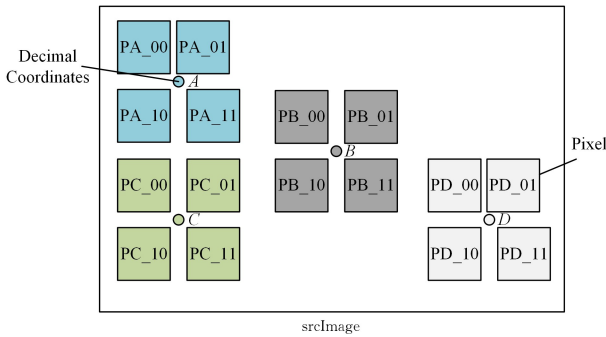 PA_00 PA_01
Decimal
Coordinates
A
PA_10 PA_11
PB_00 PB_01
B
Pixel
PC_00 PC_01
PB_10 PB_11
PD_00 PD_01
C
D
PC_10 PC_11
PD_10 PD_11
srcImage